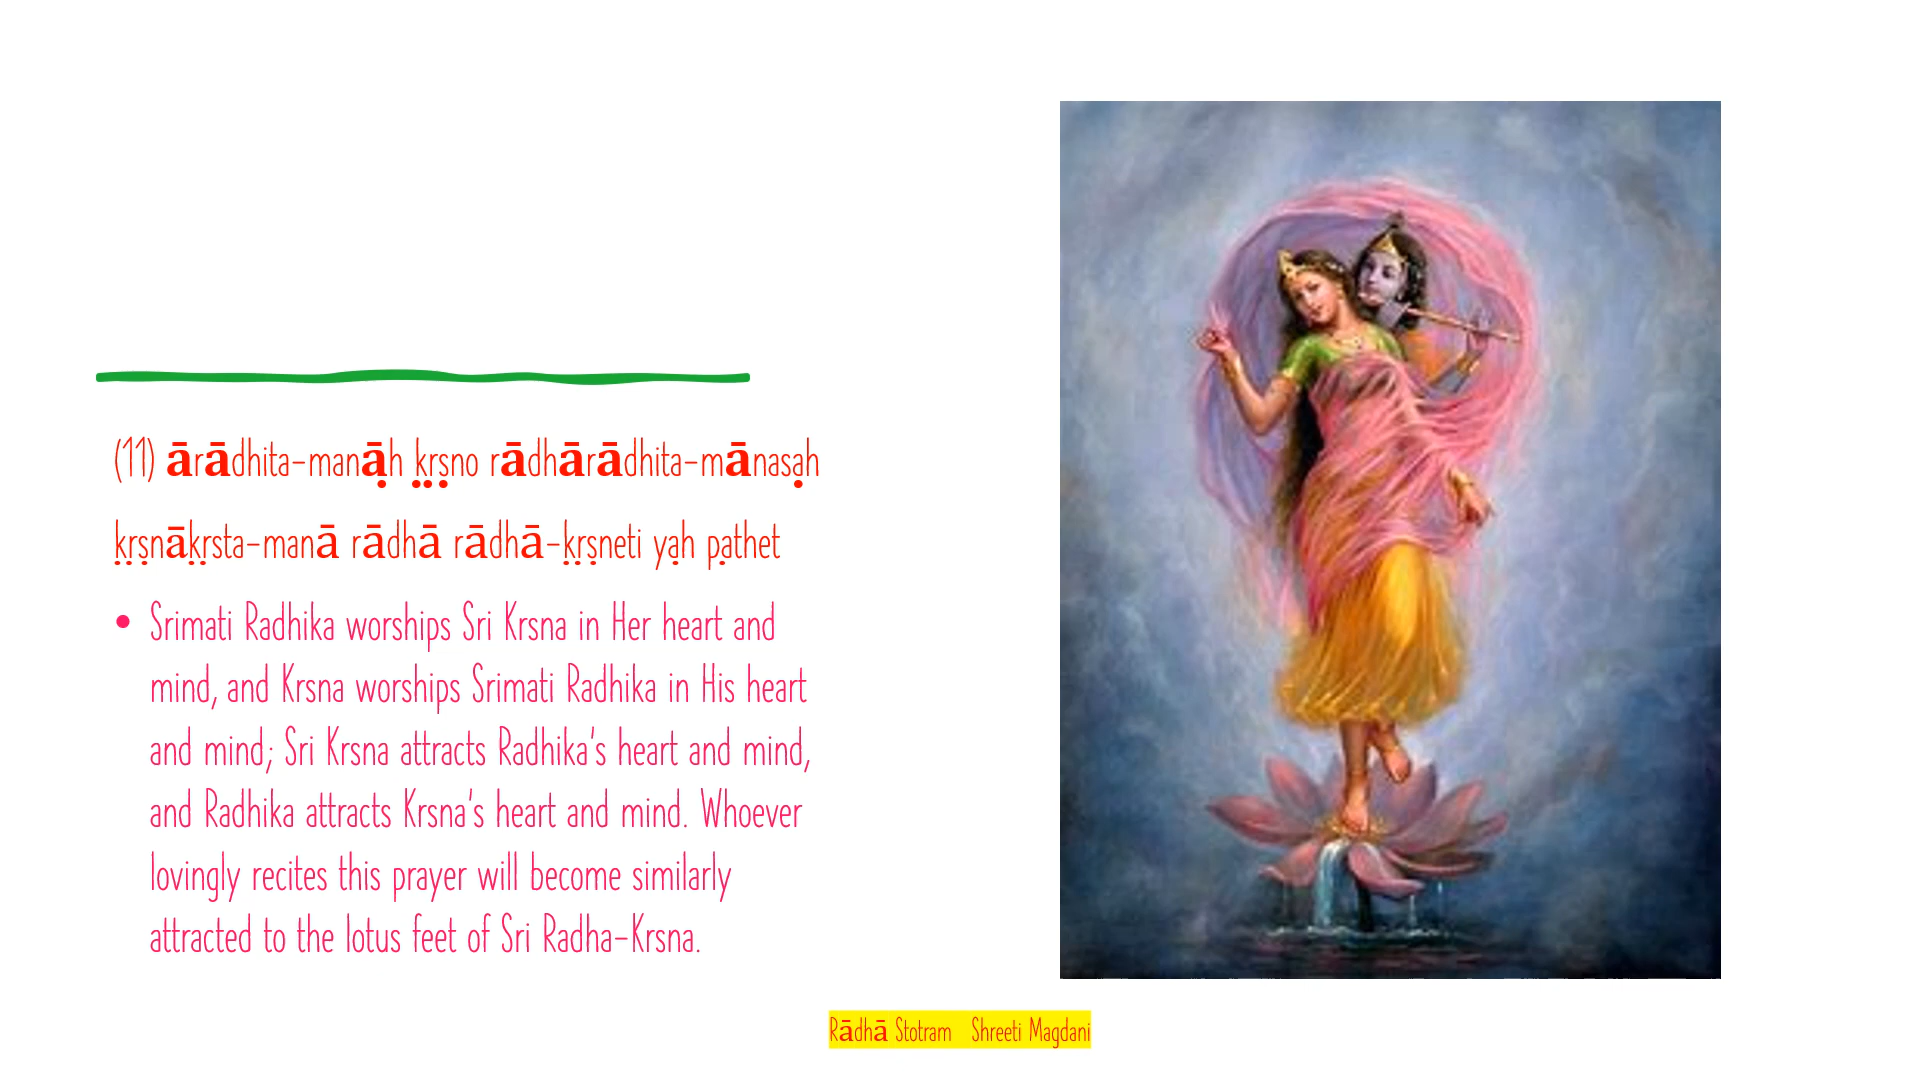 (11) ārādhita-manāḥ kṛṣno rādhārādhita-mānasaḥ
kṛṣnākṛsta-manā rādhā rādhā-kṛṣneti yaḥ paṭhet
• Srimati Radhika worships Sri Krsna in Her heart and
mind, and Krsna worships Srimati Radhika in His heart
and mind; Sri Krsna attracts Radhika's heart and mind,
and Radhika attracts Krsna's heart and mind. Whoever
lovingly recites this prayer will become similarly
attracted to the lotus feet of Sri Radha-Krsna.
Rādhā Stotram Shreeti Magdani